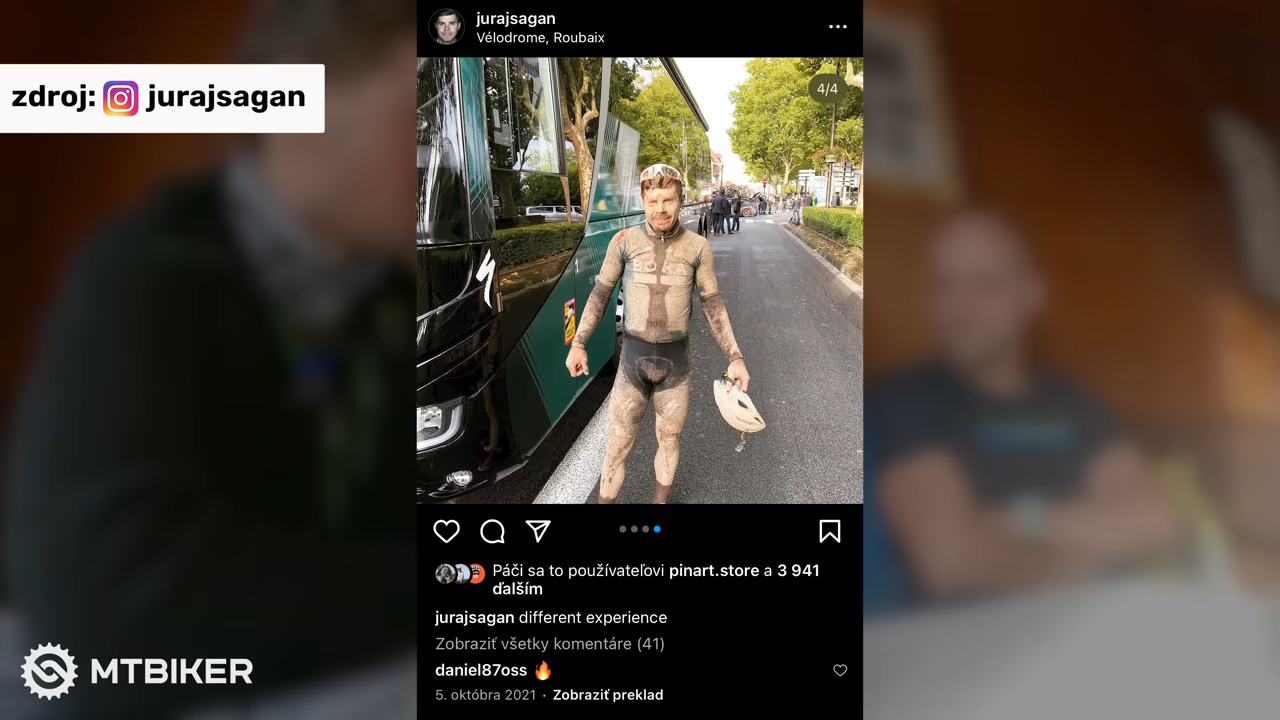 zdroj: jurajsagan
jurajsagan
Vélodrome, Roubaix
4/4
Páči sa to používateľovi pinart.store a 3 941
ďalším
jurajsagan different experience
Zobraziť všetky komentáre (41)
daniel87oss 🔥
5. októbra 2021 · Zobraziť preklad
MTBIKER